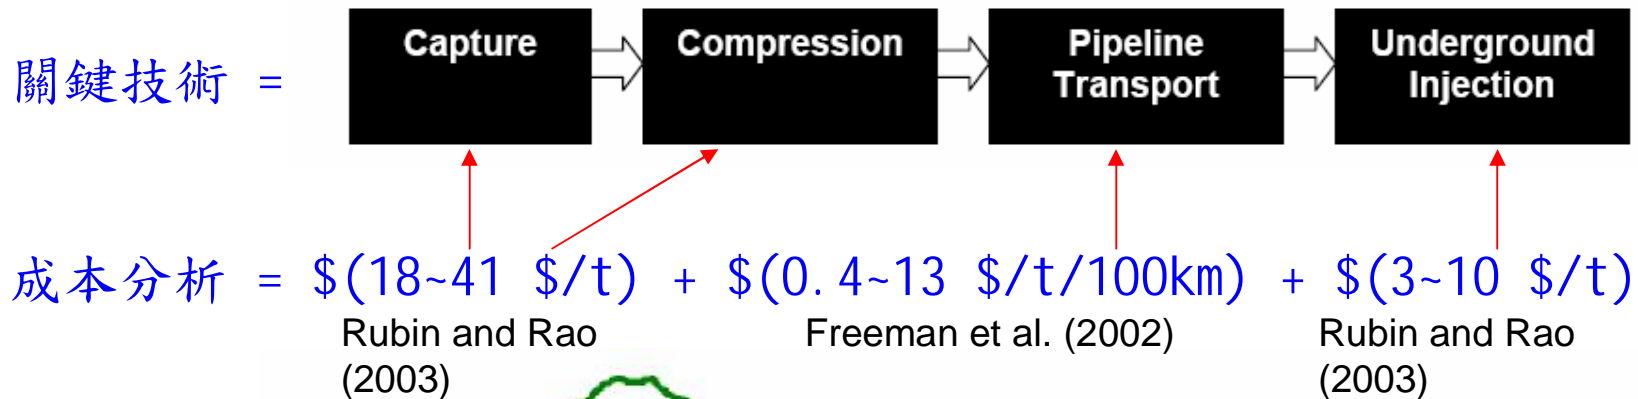 關鍵技術 =
Capture
Compression
Pipeline
Transport
Underground
Injection
成本分析 = $(18~41 $/t) + $(0.4~13 $/t/100km) + $(3~10 $/t)
Rubin and Rao
(2003)
Freeman et al. (2002)
Rubin and Rao
(2003)